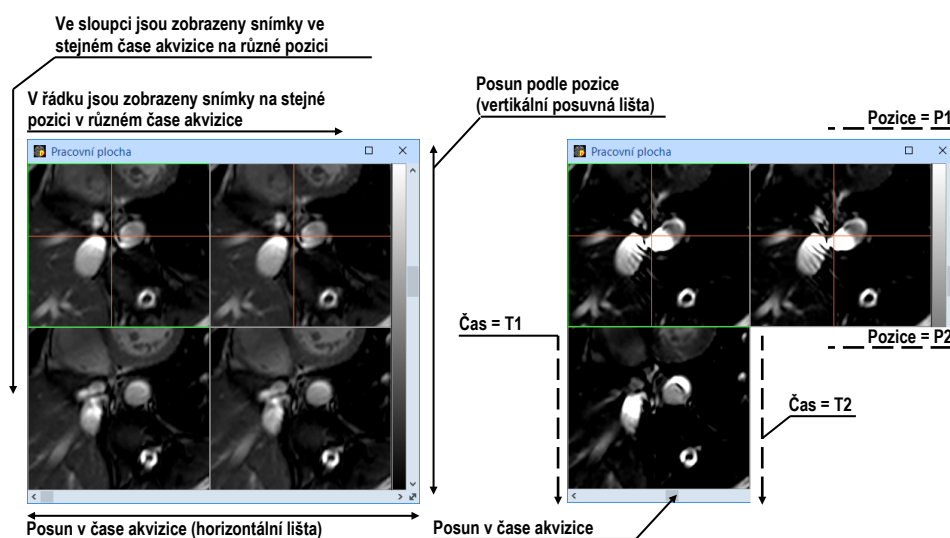 Ve sloupci jsou zobrazeny snímky ve
stejném čase akvizice na různé pozici
V řádku jsou zobrazeny snímky na stejné
pozici v různém čase akvizice
Posun podle pozice
(vertikální posuvná lišta)
Pozice = P1
Pracovní plocha
Pracovní plocha
Čas = T1
Pozice = P2
Čas = T2
Posun v čase akvizice (horizontální lišta)
Posun v čase akvizice